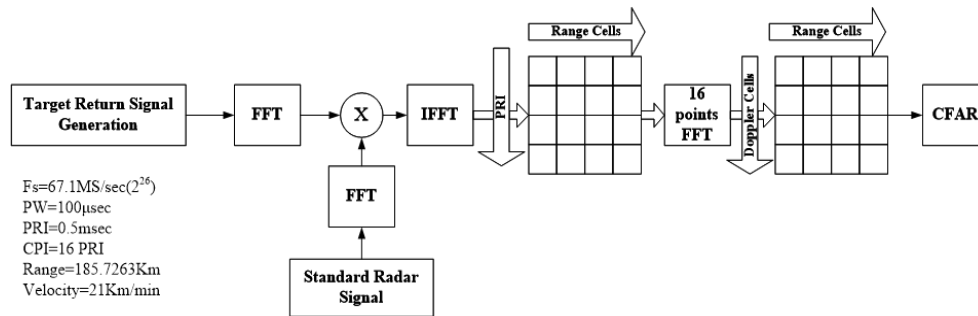 Range Cells
Range Cells
Target Return Signal
Generation
FFT
X
IFFT
PRI
16
points
FFT
Doppler Cells
CFAR
FFT
Standard Radar
Signal
Fs=67.1MS/sec(2^26)
PW=100μsec
PRI=0.5msec
CPI=16 PRI
Range=185.7263Km
Velocity=21Km/min